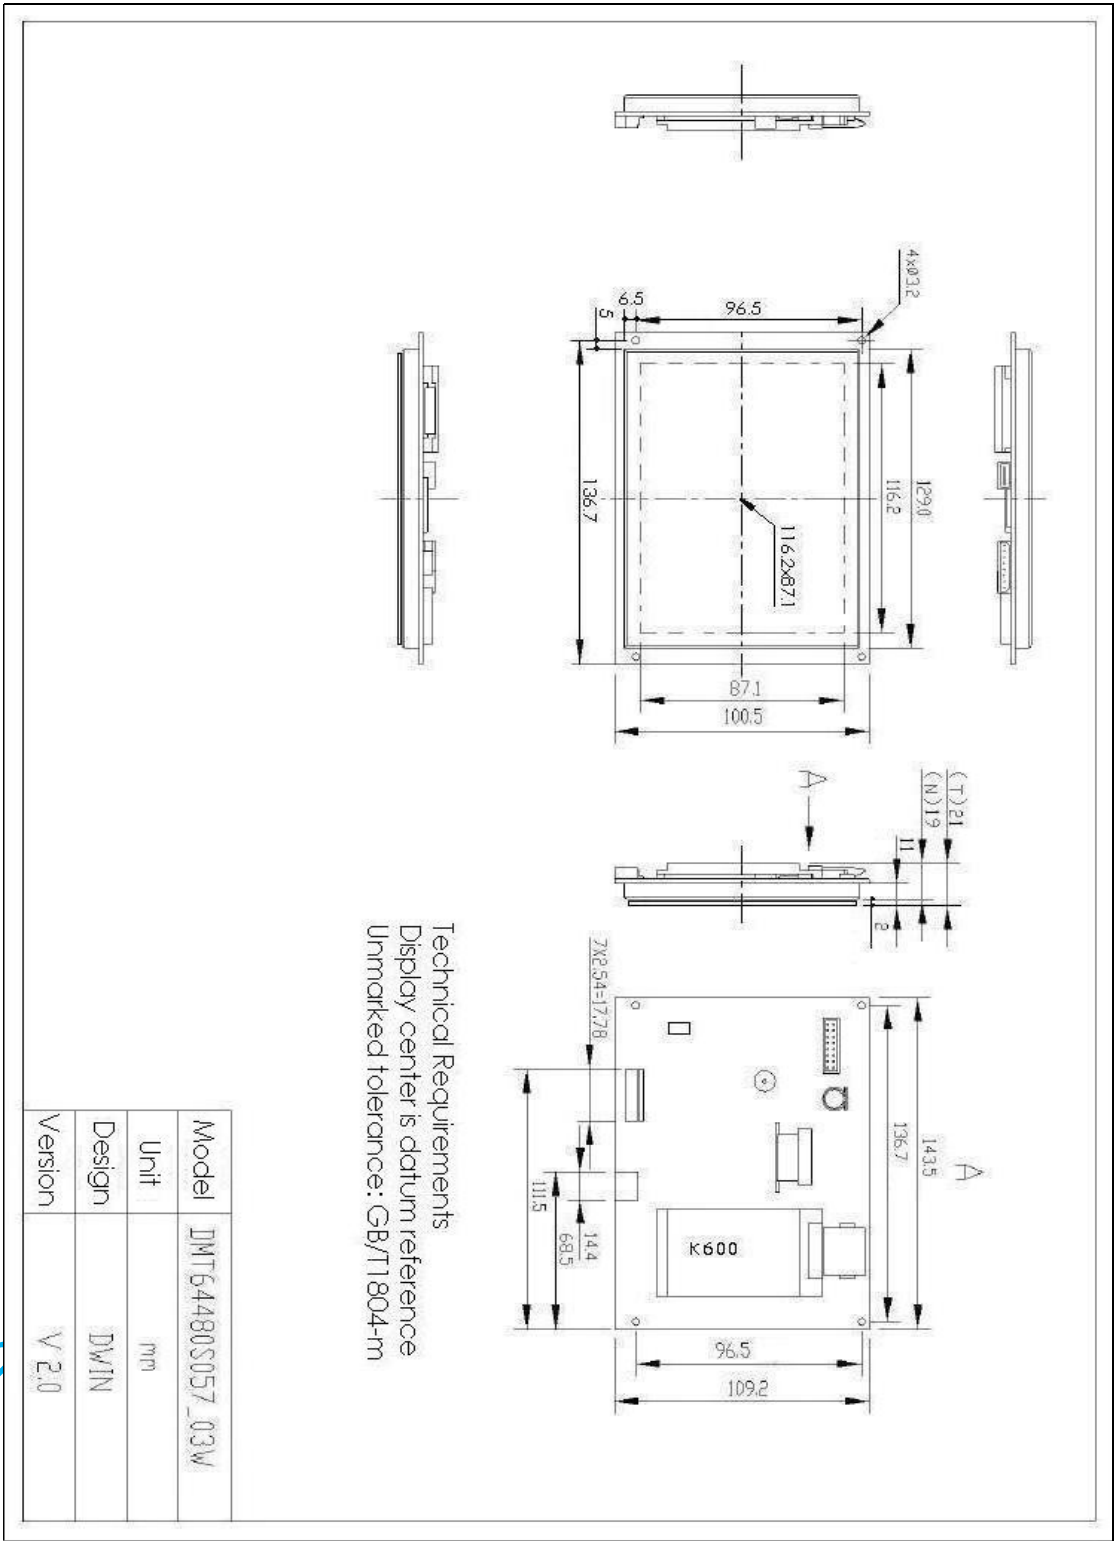 4xØ3.2
6.5
96.5
5
136.7
129.0
116.2
116.2x87.1
87.1
100.5
A
(T)21
(N)19
11
2
7X2.54=17.78
143.5
A
136.7
K600
14.4
68.5
111.5
96.5
109.2
Technical Requirements
Display center is datum reference
Unmarked tolerance: GB/T1804-m
Model DMT64480S057_03W
Unit mm
Design DWIN
Version V 2.0